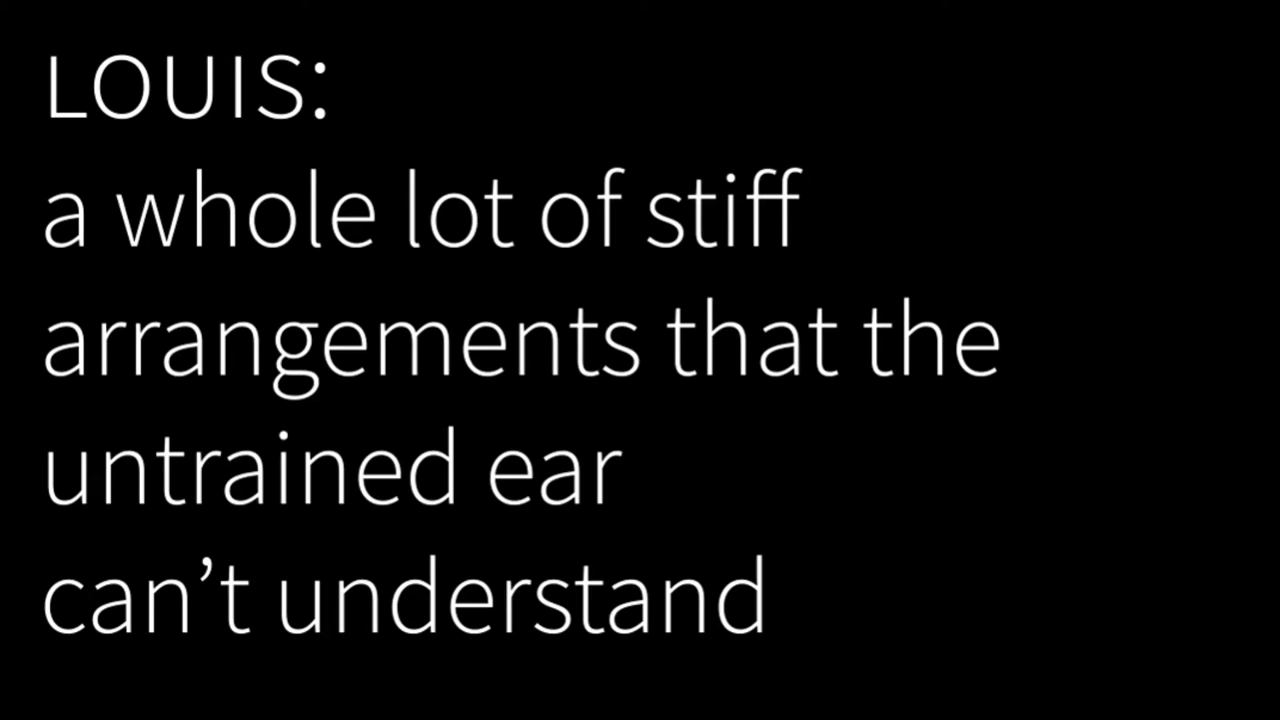 LOUIS:
a whole lot of stiff
arrangements that the
untrained ear
can’t understand